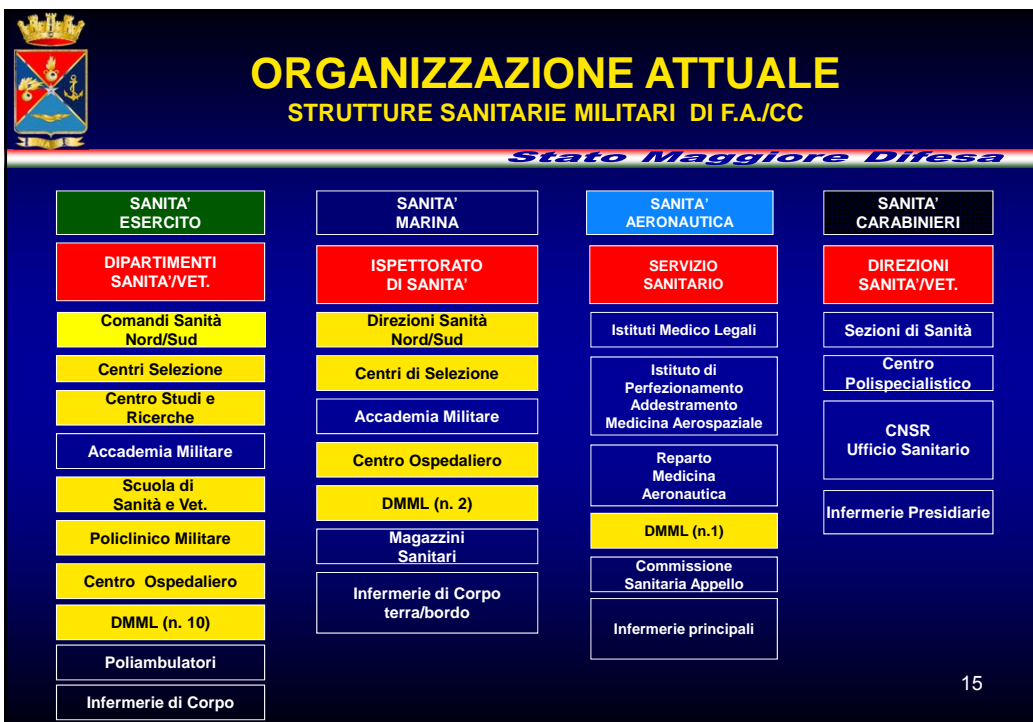 ORGANIZZAZIONE ATTUALE
STRUTTURE SANITARIE MILITARI DI F.A./CC
Stato Maggiore Difesa
SANITA'
ESERCITO
DIPARTIMENTI
SANITA'/VET.
Comandi Sanità
Nord/Sud
Centri Selezione
Centro Studi e
Ricerche
Accademia Militare
Scuola di
Sanità e Vet.
Policlinico Militare
Centro Ospedaliero
DMML (n. 10)
Poliambulatori
Infermerie di Corpo
SANITA'
MARINA
ISPETTORATO
DI SANITA'
Direzioni Sanità
Nord/Sud
Centri di Selezione
Accademia Militare
Centro Ospedaliero
DMML (n. 2)
Magazzini
Sanitari
Infermerie di Corpo
terra/bordo
SANITA'
AERONAUTICA
SERVIZIO
SANITARIO
Istituti Medico Legali
Istituto di
Perfezionamento
Addestramento
Medicina Aerospaziale
Reparto
Medicina
Aeronautica
DMML (n.1)
Commissione
Sanitaria Appello
Infermerie principali
SANITA'
CARABINIERI
DIREZIONI
SANITA'/VET.
Sezioni di Sanità
Centro
Polispecialistico
CNSR
Ufficio Sanitario
Infermerie Presidiarie
15